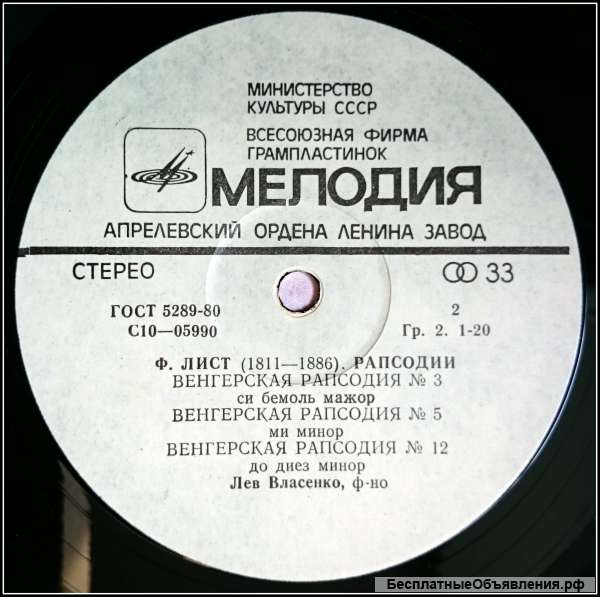 МИНИСТЕРСТВО
КУЛЬТУРЫ СССР
ВСЕСОЮЗНАЯ ФИРМА
ГРАМПЛАСТИНОК
МЕЛОДИЯ
АПРЕЛЕВСКИЙ ОРДЕНА ЛЕНИНА ЗАВОД
СТЕРЕО 33
ГОСТ 5289-80 2
С10—05990 Гр. 2. 1-20
Ф. ЛИСТ (1811—1886). РАПСОДИИ
ВЕНГЕРСКАЯ РАПСОДИЯ № 3
си бемоль мажор
ВЕНГЕРСКАЯ РАПСОДИЯ № 5
ми минор
ВЕНГЕРСКАЯ РАПСОДИЯ № 12
до диез минор
Лев Власенко, ф-но
БесплатныеОбъявления.рф